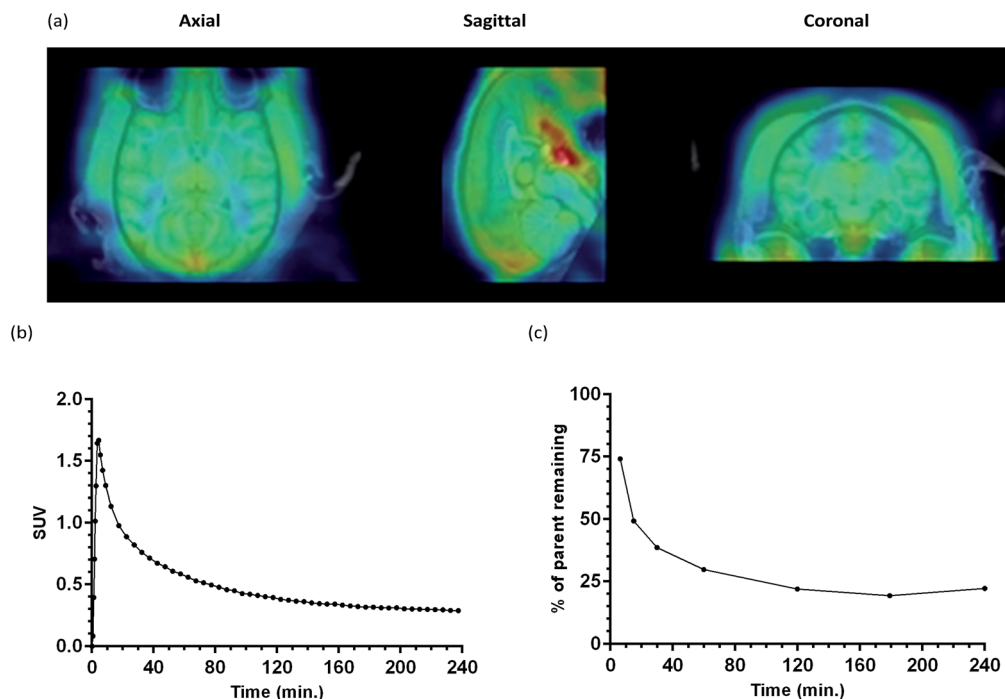 (a) Axial Sagittal Coronal
(b) (c)
2.0
1.5
1.0
0.5
0.0
SUV
0 40 80 120 160 200 240
Time (min.)
100
75
50
25
0
% of parent remaining
0 40 80 120 160 200 240
Time (min.)